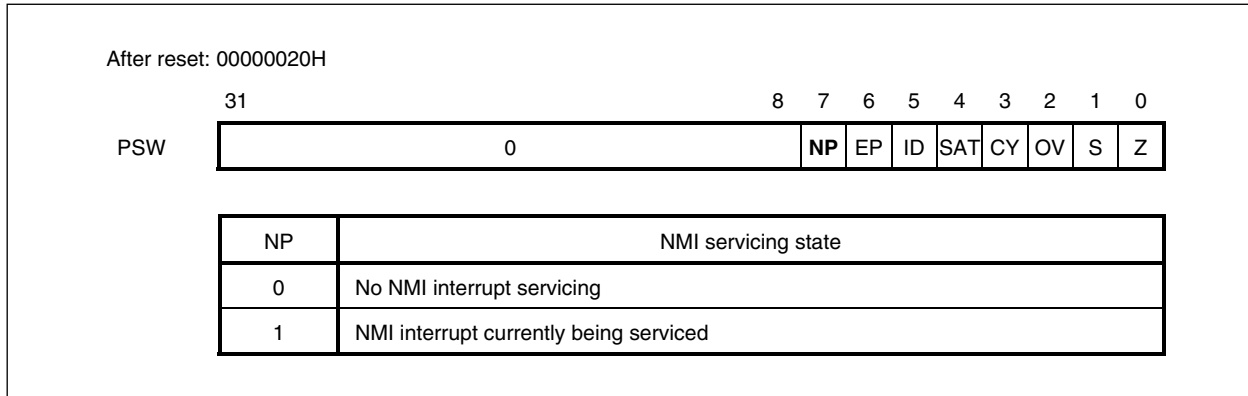 After reset: 00000020H
31 8 7 6 5 4 3 2 1 0
PSW 0 NP EP ID SAT CY OV S Z
NP NMI servicing state
0 No NMI interrupt servicing
1 NMI interrupt currently being serviced